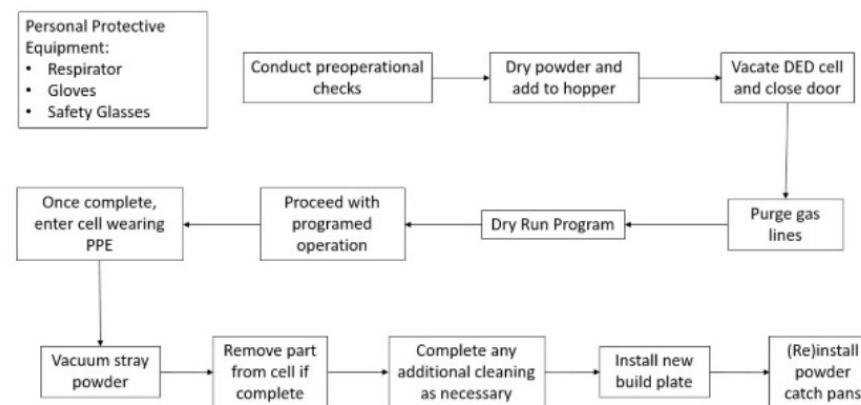 Personal Protective
Equipment:
• Respirator
• Gloves
• Safety Glasses
Conduct preoperational
checks
Dry powder and
add to hopper
Vacate DED cell
and close door
Purge gas
lines
Dry Run Program
Proceed with
programed
operation
Once complete,
enter cell wearing
PPE
Vacuum stray
powder
Remove part
from cell if
complete
Complete any
additional cleaning
as necessary
Install new
build plate
(Re)install
powder
catch pans